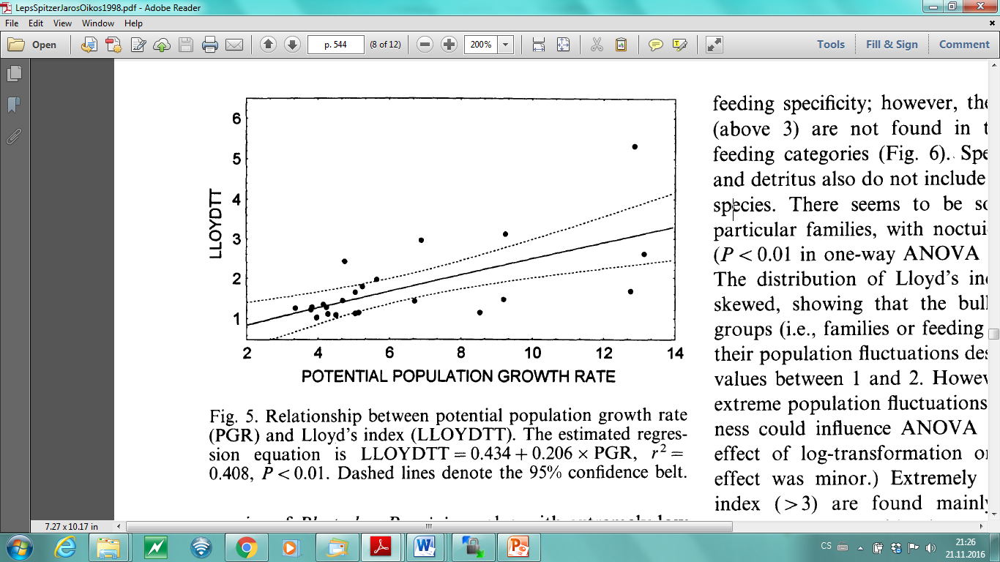 LepsSpitzerJarosOikos1998.pdf - Adobe Reader
File Edit View Window Help
Open p. 544 (8 of 12) 200% Tools Fill & Sign Comment
6
5
4
3
2
1
LLOYDTT
2 4 6 8 10 12 14
POTENTIAL POPULATION GROWTH RATE
Fig. 5. Relationship between potential population growth rate
(PGR) and Lloyd's index (LLOYDTT). The estimated regres-
sion equation is LLOYDTT = 0.434 + 0.206 × PGR, r² =
0.408, P < 0.01. Dashed lines denote the 95% confidence belt.
feeding specificity; however, the
(above 3) are not found in t
feeding categories (Fig. 6). Spe
and detritus also do not include
species. There seems to be so
particular families, with noctui
(P < 0.01 in one-way ANOVA
The distribution of Lloyd's in
skewed, showing that the bul
groups (i.e., families or feeding
their population fluctuations des
values between 1 and 2. Howev
extreme population fluctuations
ness could influence ANOVA
effect of log-transformation o
effect was minor.) Extremely
index (>3) are found mainly
7.27 x 10.17 in
CS
21:26
21.11.2016